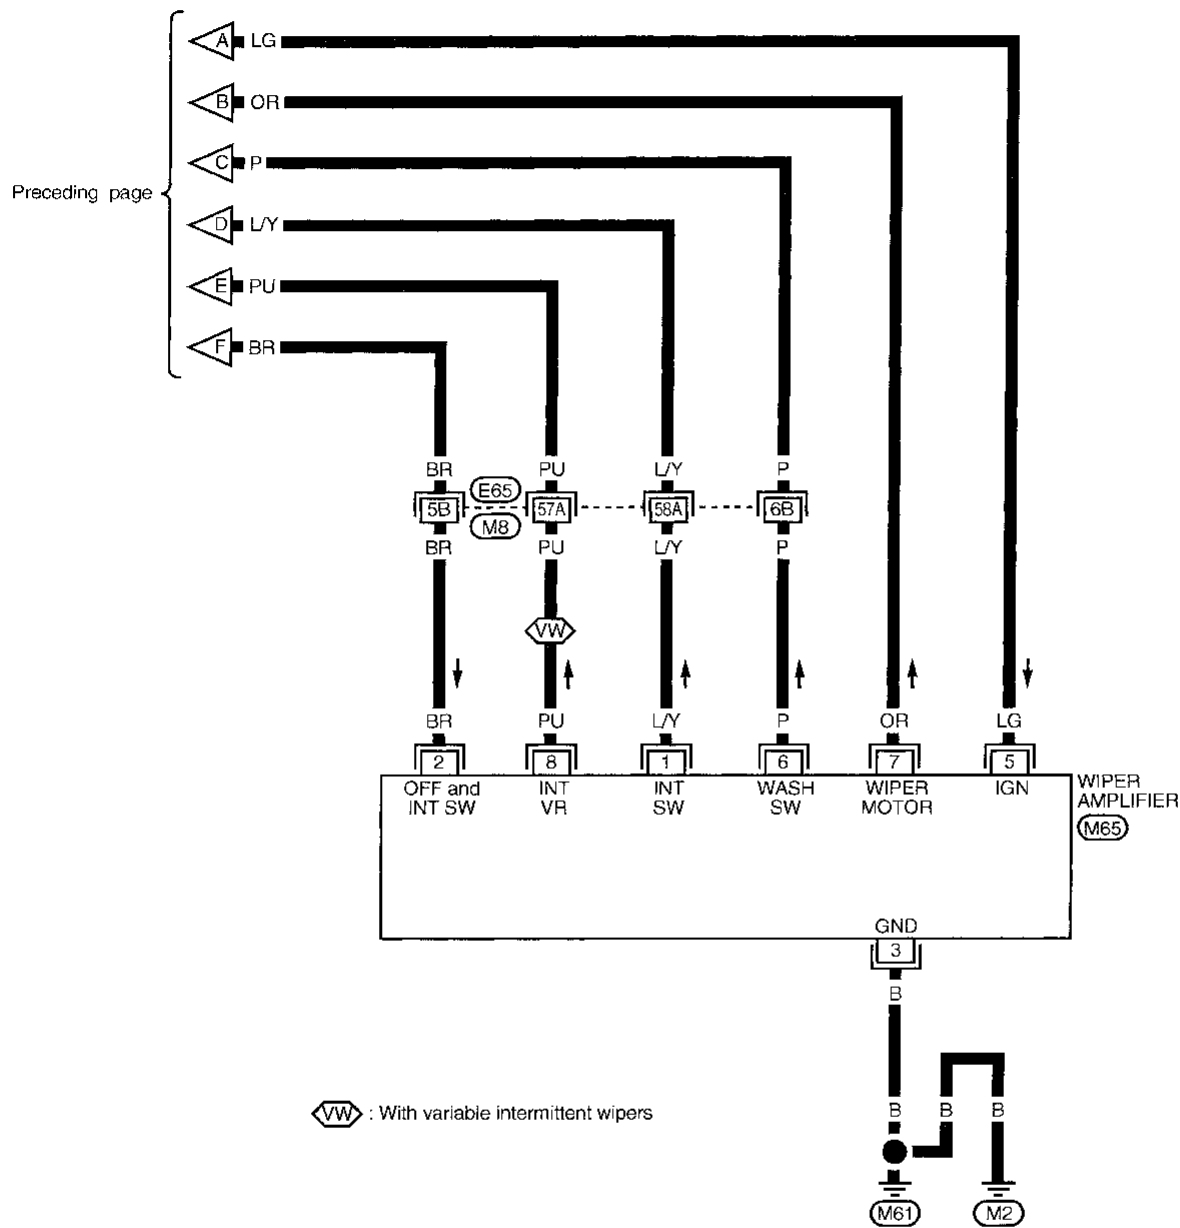 A LG
B OR
C P
Preceding page
D L/Y
E PU
F BR
BR PU L/Y P
5B E65 57A 58A 6B
M8
BR PU L/Y P
VW
BR PU L/Y P OR LG
2 8 1 6 7 5
OFF and INT SW
INT VR
INT SW
WASH SW
WIPER MOTOR
IGN
WIPER
AMPLIFIER
M65
GND
3
B
VW : With variable intermittent wipers
B B B
M61 M2